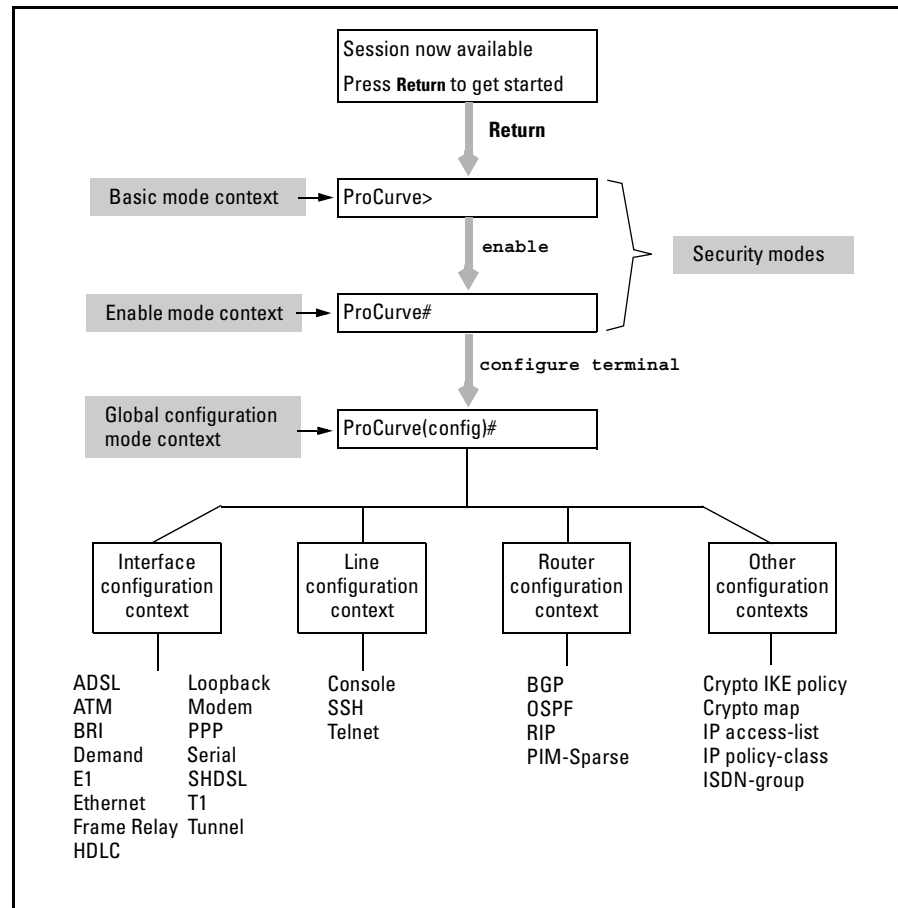 Session now available
Press Return to get started
Return
Basic mode context
ProCurve>
enable
Security modes
Enable mode context
ProCurve#
configure terminal
Global configuration
mode context
ProCurve(config)#
Interface
configuration
context
Line
configuration
context
Router
configuration
context
Other
configuration
contexts
ADSL
ATM
BRI
Demand
E1
Ethernet
Frame Relay
HDLC
Loopback
Modem
PPP
Serial
SHDSL
T1
Tunnel
Console
SSH
Telnet
BGP
OSPF
RIP
PIM-Sparse
Crypto IKE policy
Crypto map
IP access-list
IP policy-class
ISDN-group